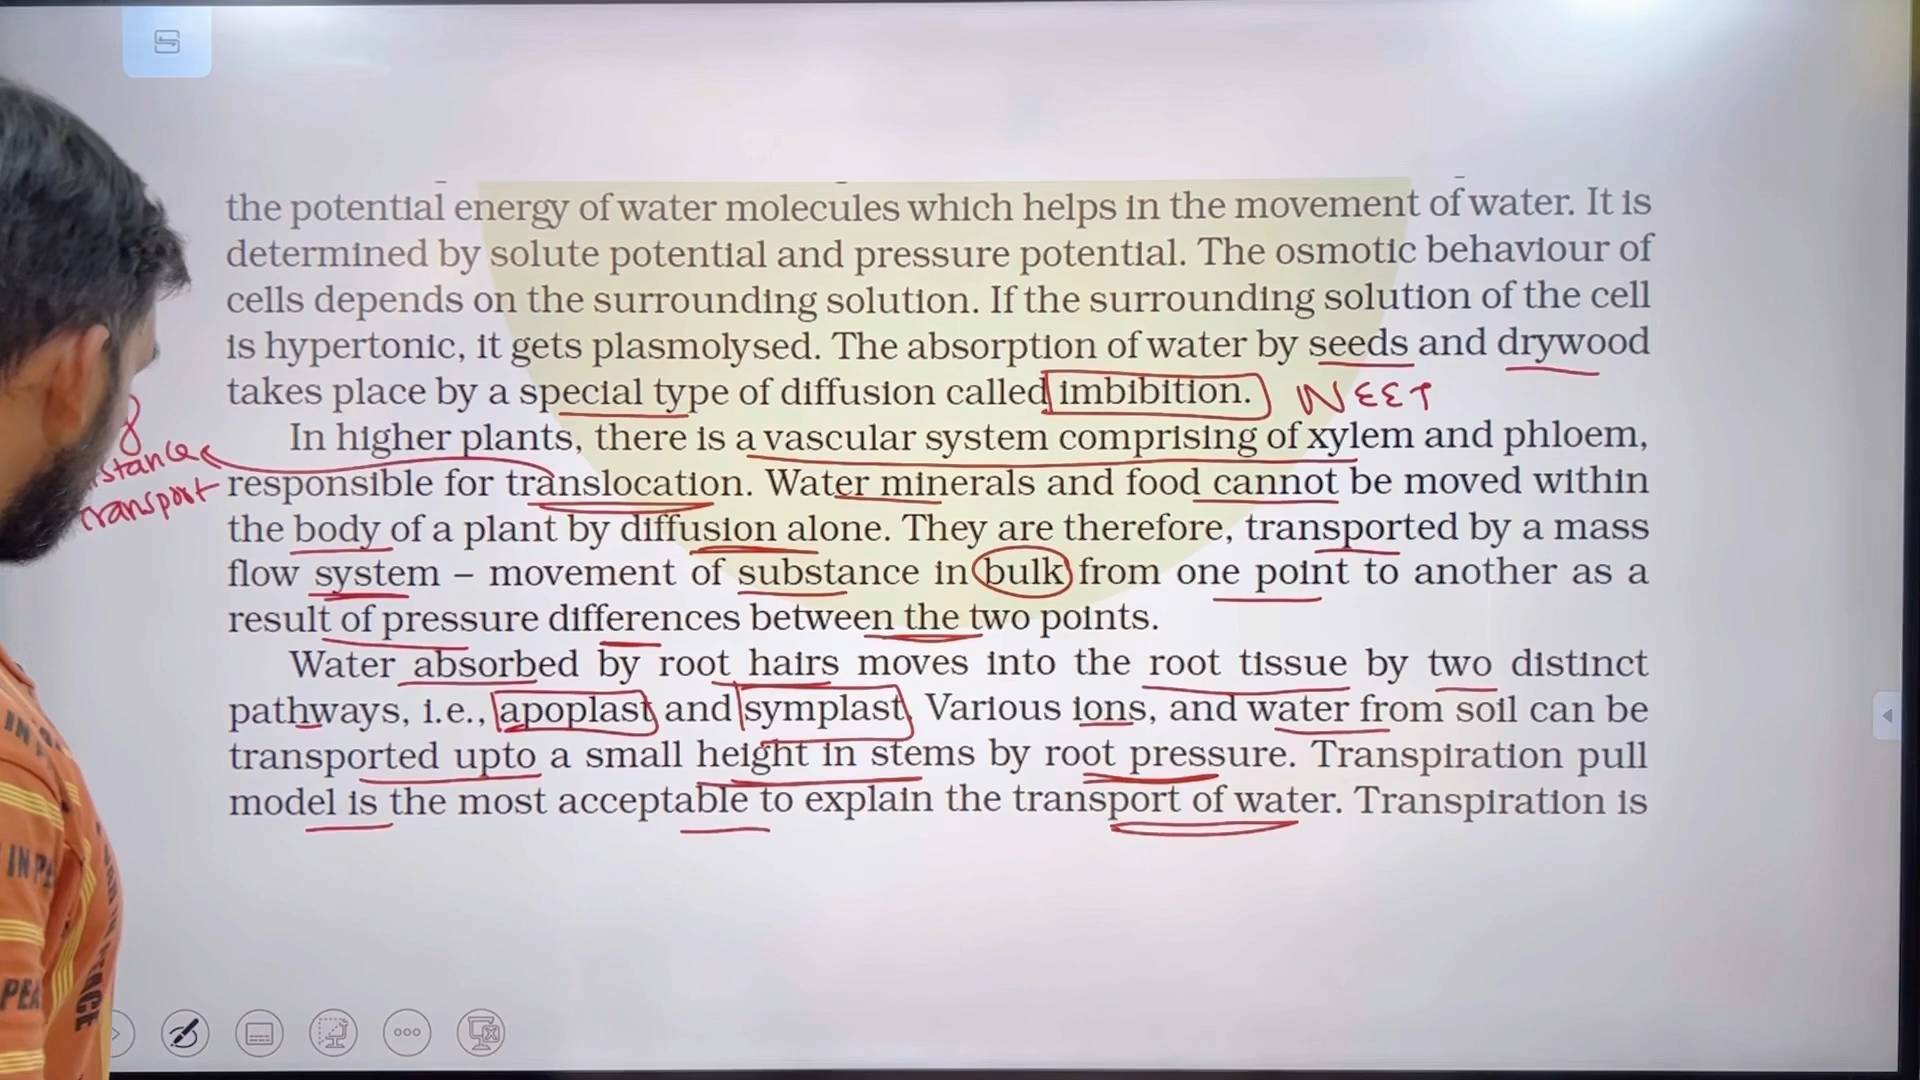 the potential energy of water molecules which helps in the movement of water. It is
determined by solute potential and pressure potential. The osmotic behaviour of
cells depends on the surrounding solution. If the surrounding solution of the cell
is hypertonic, it gets plasmolysed. The absorption of water by seeds and drywood
takes place by a special type of diffusion called imbibition. NEET
In higher plants, there is a vascular system comprising of xylem and phloem,
responsible for translocation. Water minerals and food cannot be moved within
transport
the body of a plant by diffusion alone. They are therefore, transported by a mass
flow system – movement of substance in bulk from one point to another as a
result of pressure differences between the two points.
Water absorbed by root hairs moves into the root tissue by two distinct
pathways, i.e., apoplast and symplast. Various ions, and water from soil can be
transported upto a small height in stems by root pressure. Transpiration pull
model is the most acceptable to explain the transport of water. Transpiration is
IN PE
PEA
PEACE